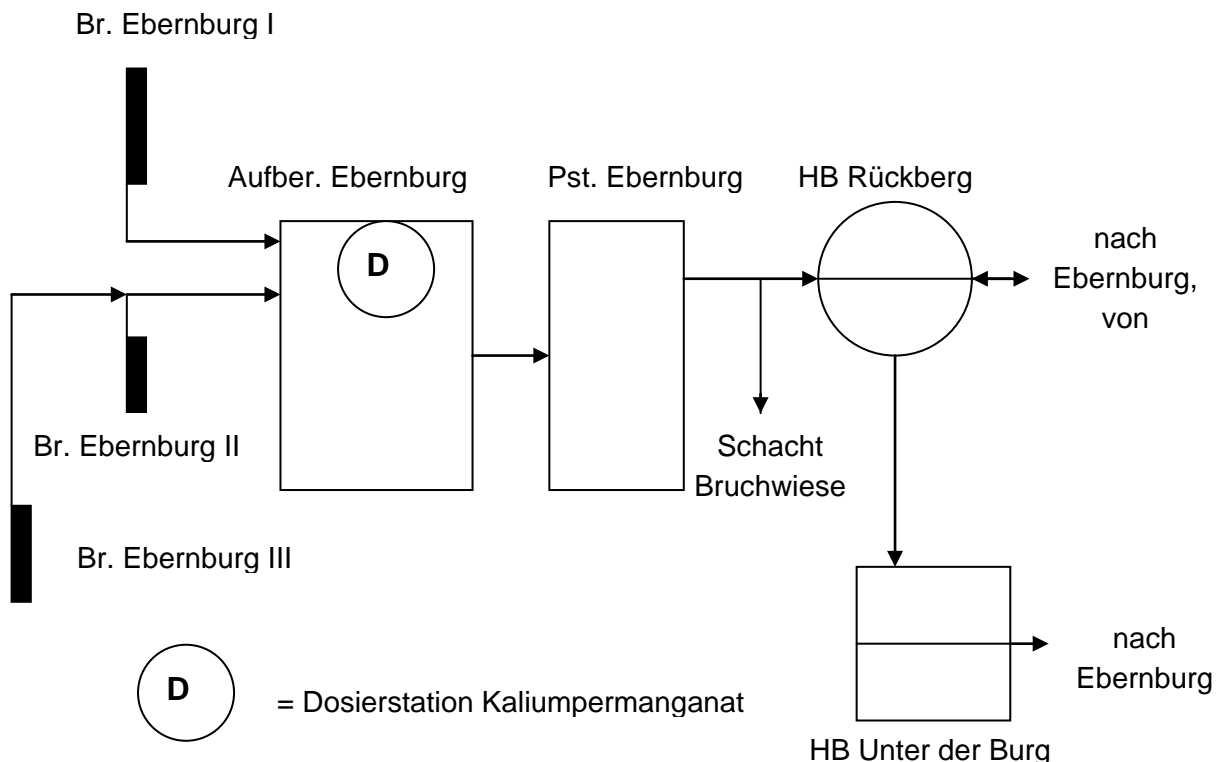 Br. Ebernburg I
Aufber. Ebernburg
Pst. Ebernburg
HB Rückberg
D
nach
Ebernburg,
von
Br. Ebernburg II
Schacht
Bruchwiese
Br. Ebernburg III
D
= Dosierstation Kaliumpermanganat
nach
Ebernburg
HB Unter der Burg